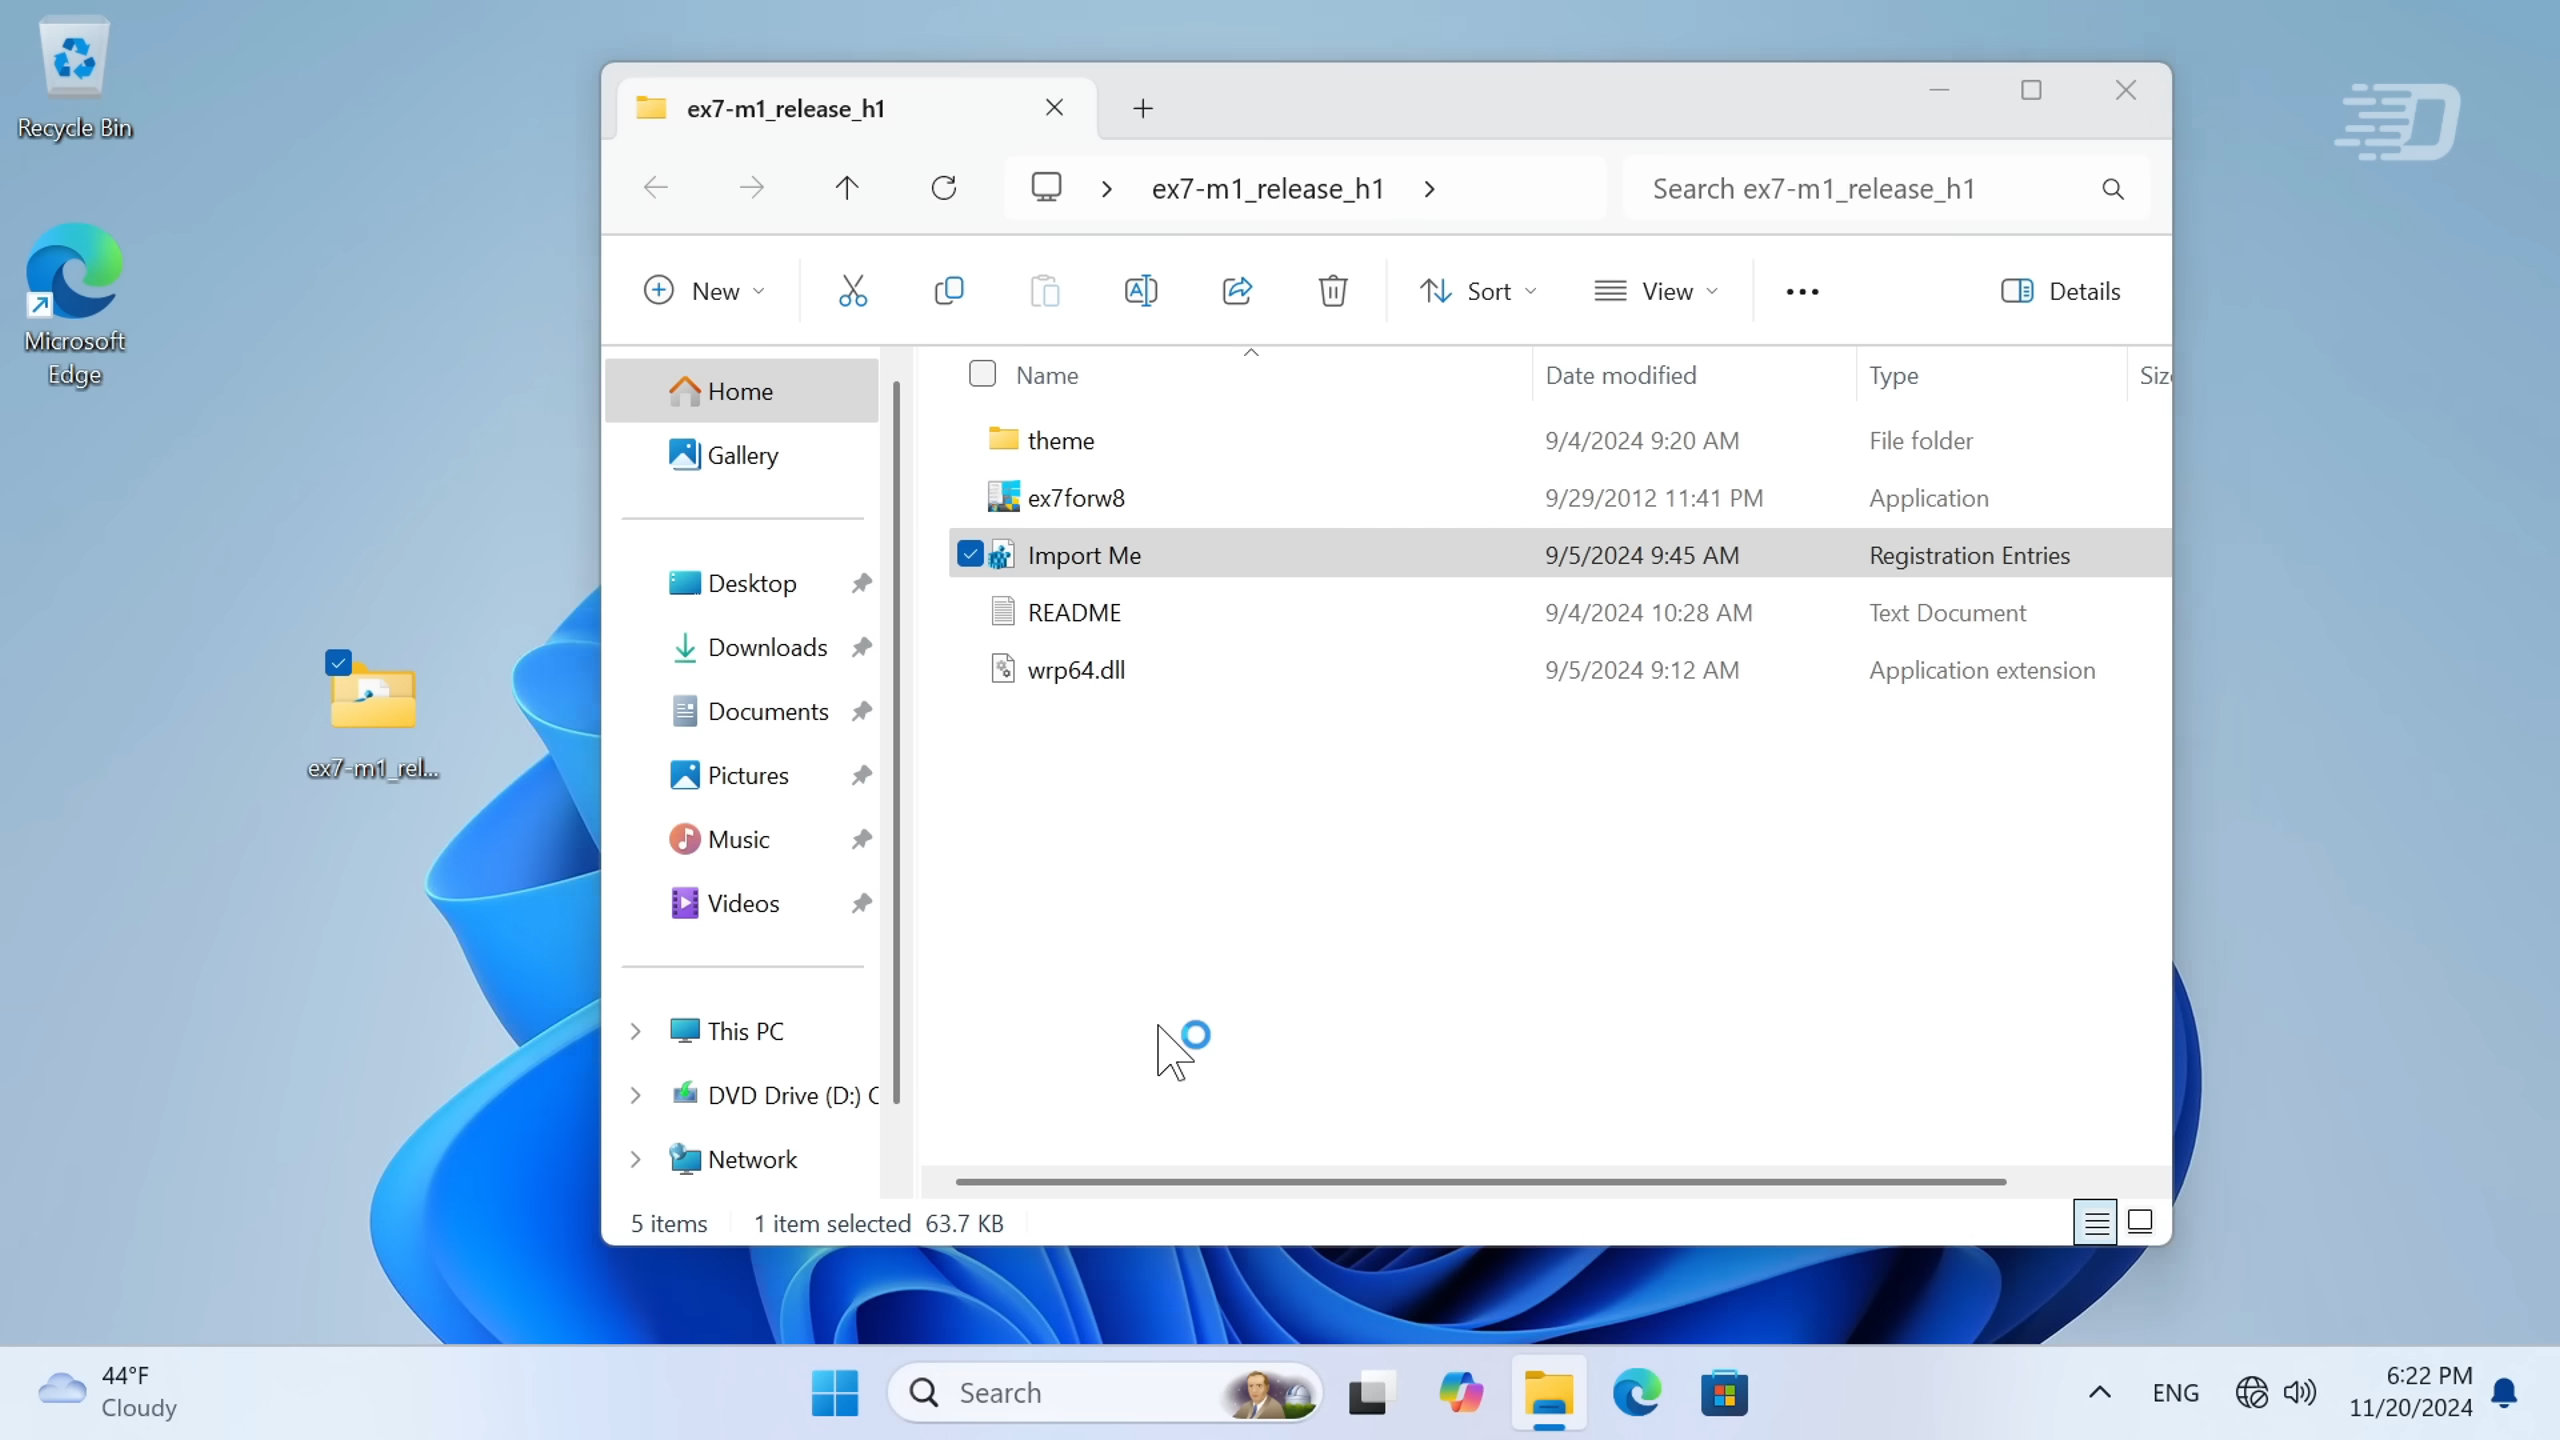 Recycle Bin
Microsoft
Edge
ex7-m1_rel...
ex7-m1_release_h1
ex7-m1_release_h1
Search ex7-m1_release_h1
New
Sort
View
Details
Home
Gallery
Desktop
Downloads
Documents
Pictures
Music
Videos
This PC
DVD Drive (D:) C
Network
Name Date modified Type Siz
theme 9/4/2024 9:20 AM File folder
ex7forw8 9/29/2012 11:41 PM Application
Import Me 9/5/2024 9:45 AM Registration Entries
README 9/4/2024 10:28 AM Text Document
wrp64.dll 9/5/2024 9:12 AM Application extension
5 items 1 item selected 63.7 KB
44°F
Cloudy
Search
ENG
6:22 PM
11/20/2024